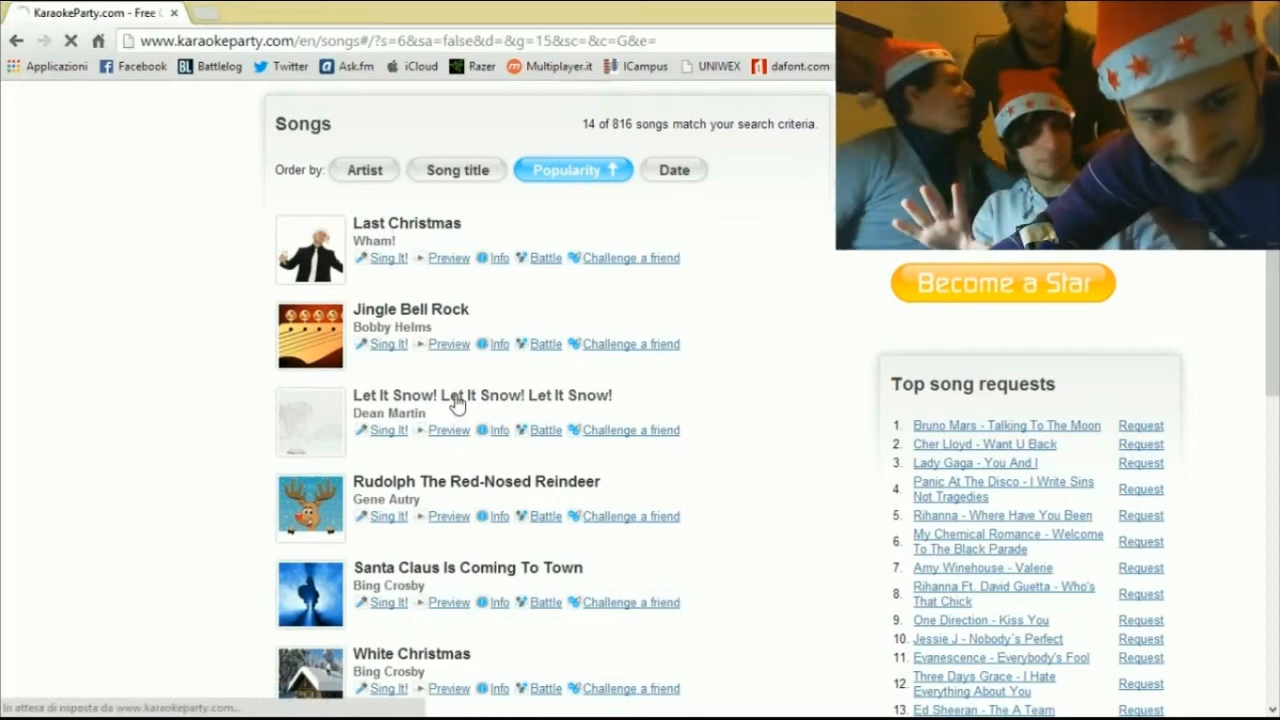 KaraokeParty.com - Free
www.karaokeparty.com/en/songs#/?s=6&sa=false&d=&g=15&sc=&c=G&e=
Applicazioni Facebook Battlelog Twitter Ask.fm iCloud Razer Multiplayer.it ICampus UNIWEX dafont.com
Songs
14 of 816 songs match your search criteria.
Order by: Artist Song title Popularity Date
Last Christmas
Wham!
Sing It! Preview Info Battle Challenge a friend
Jingle Bell Rock
Bobby Helms
Sing It! Preview Info Battle Challenge a friend
Let It Snow! Let It Snow! Let It Snow!
Dean Martin
Sing It! Preview Info Battle Challenge a friend
Rudolph The Red-Nosed Reindeer
Gene Autry
Sing It! Preview Info Battle Challenge a friend
Santa Claus Is Coming To Town
Bing Crosby
Sing It! Preview Info Battle Challenge a friend
White Christmas
Bing Crosby
Sing It! Preview Info Battle Challenge a friend
Become a Star
Top song requests
1. Bruno Mars - Talking To The Moon Request
2. Cher Lloyd - Want U Back Request
3. Lady Gaga - You And I Request
4. Panic At The Disco - I Write Sins
Not Tragedies Request
5. Rihanna - Where Have You Been Request
6. My Chemical Romance - Welcome
To The Black Parade Request
7. Amy Winehouse - Valerie Request
8. Rihanna Ft. David Guetta - Who's
That Chick Request
9. One Direction - Kiss You Request
10. Jessie J - Nobody´s Perfect Request
11. Evanescence - Everybody's Fool Request
12. Three Days Grace - I Hate
Everything About You Request
13. Ed Sheeran - The A Team Request
In attesa di risposta da www.karaokeparty.com...